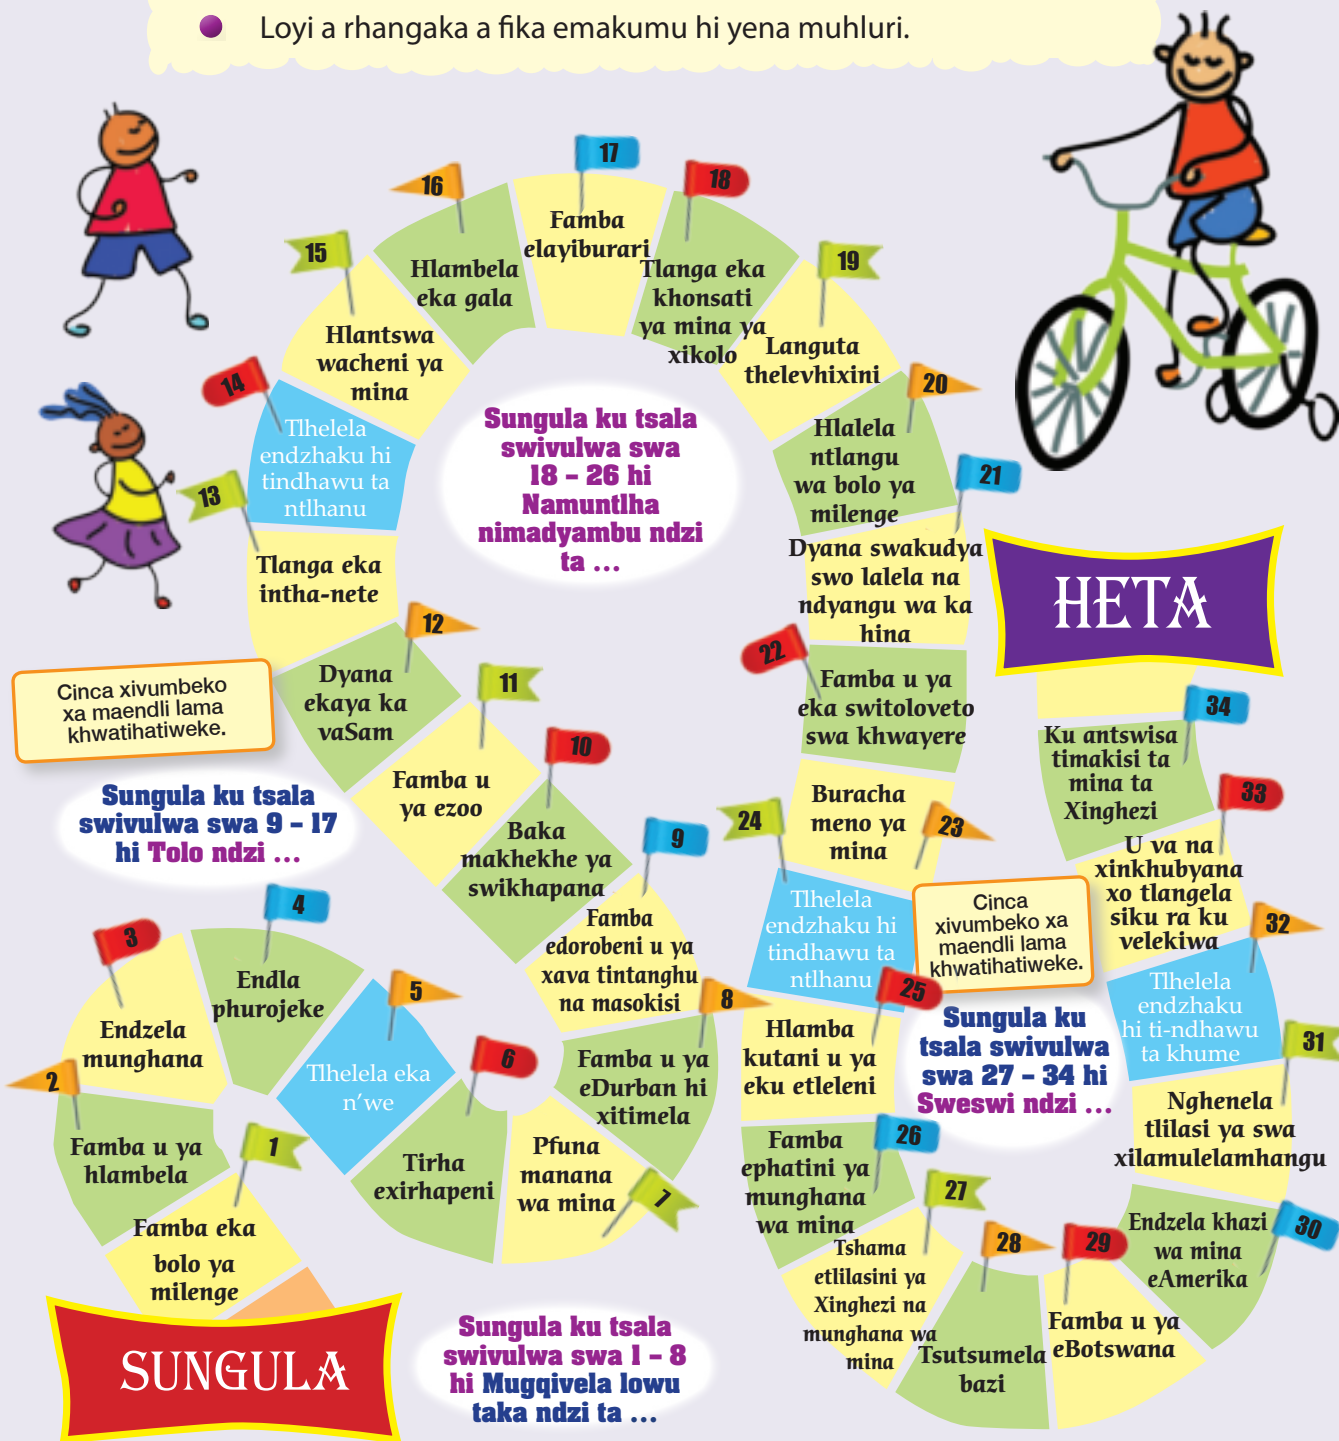 Loyi a rhangaka a fika emakumu hi yena muhluri.
SUNGULA
Sungula ku tsala
swivulwa swa 1 – 8
hi Mugqivela lowu
taka ndzi ta ...
1
Famba eka
bolo ya
milenge
2
Famba u ya
hlambela
3
Endzela
munghana
4
Endla
phurojeke
5
Tlhelela eka
n'we
6
Tirha
exirhapeni
7
Pfuna
manana
wa mina
8
Famba u ya
eDurban hi
xitimela
Cinca xivumbeko
xa maendli lama
khwatihatiweke.
Sungula ku tsala
swivulwa swa 9 – 17
hi Tolo ndzi ...
9
Famba
edorobeni u ya
xava tintanghu
na masokisi
10
Baka
makhekhe ya
swikhapana
11
Famba u
ya ezoo
12
Dyana
ekaya ka
vaSam
13
Tlanga eka
intha-nete
14
Tlhelela
endzhaku hi
tindhawu ta
ntlhanu
15
Hlantswa
wacheni ya
mina
16
Hlambela
eka gala
17
Famba
elayiburari
Sungula ku tsala
swivulwa swa
18 – 26 hi
Namuntlha
nimadyambu ndzi
ta ...
18
Tlanga eka
khonsati
ya mina ya
xikolo
19
Languta
thelevhixini
20
Hlalela
ntlangu
wa bolo ya
milenge
21
Dyana swakudya
swo lalela na
ndyangu wa ka
hina
22
Famba u ya
eka switoloveto
swa khwayere
23
Buracha
meno ya
mina
24
Tlhelela
endzhaku hi
tindhawu ta
ntlhanu
25
Hlamba
kutani u ya
eku etleleni
26
Famba
ephatini ya
munghana
wa mina
Cinca
xivumbeko xa
maendli lama
khwatihatiweke.
Sungula ku
tsala swivulwa
swa 27 – 34 hi
Sweswi ndzi ...
27
Tshama
etlilasini ya
Xinghezi na
munghana wa
mina
28
Tsutsumela
bazi
29
Famba u ya
eBotswana
30
Endzela khazi
wa mina
eAmerika
31
Nghenela
tlilasi ya swa
xilamulelamhangu
32
Tlhelela
endzhaku
hi ti-ndhawu
ta khume
33
U va na
xinkhubyana
xo tlangela
siku ra ku
velekiwa
34
Ku antswisa
timakisi ta
mina ta
Xinghezi
HETA